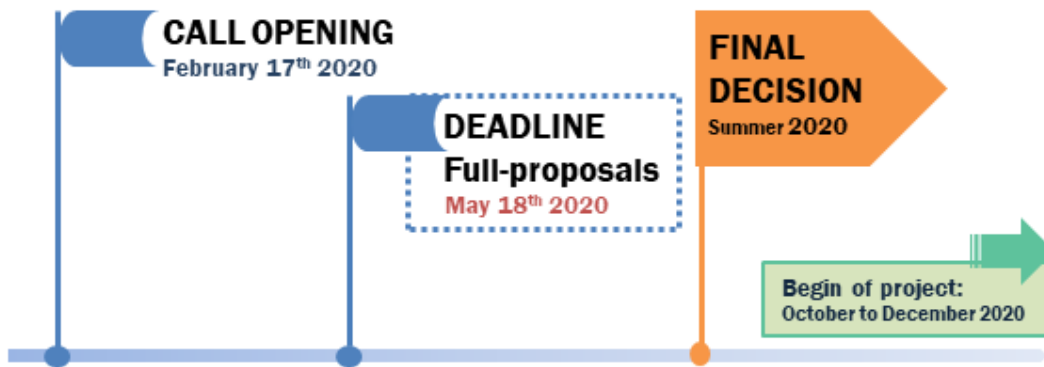 CALL OPENING
February 17th 2020
DEADLINE
Full-proposals
May 18th 2020
FINAL
DECISION
Summer 2020
Begin of project:
October to December 2020